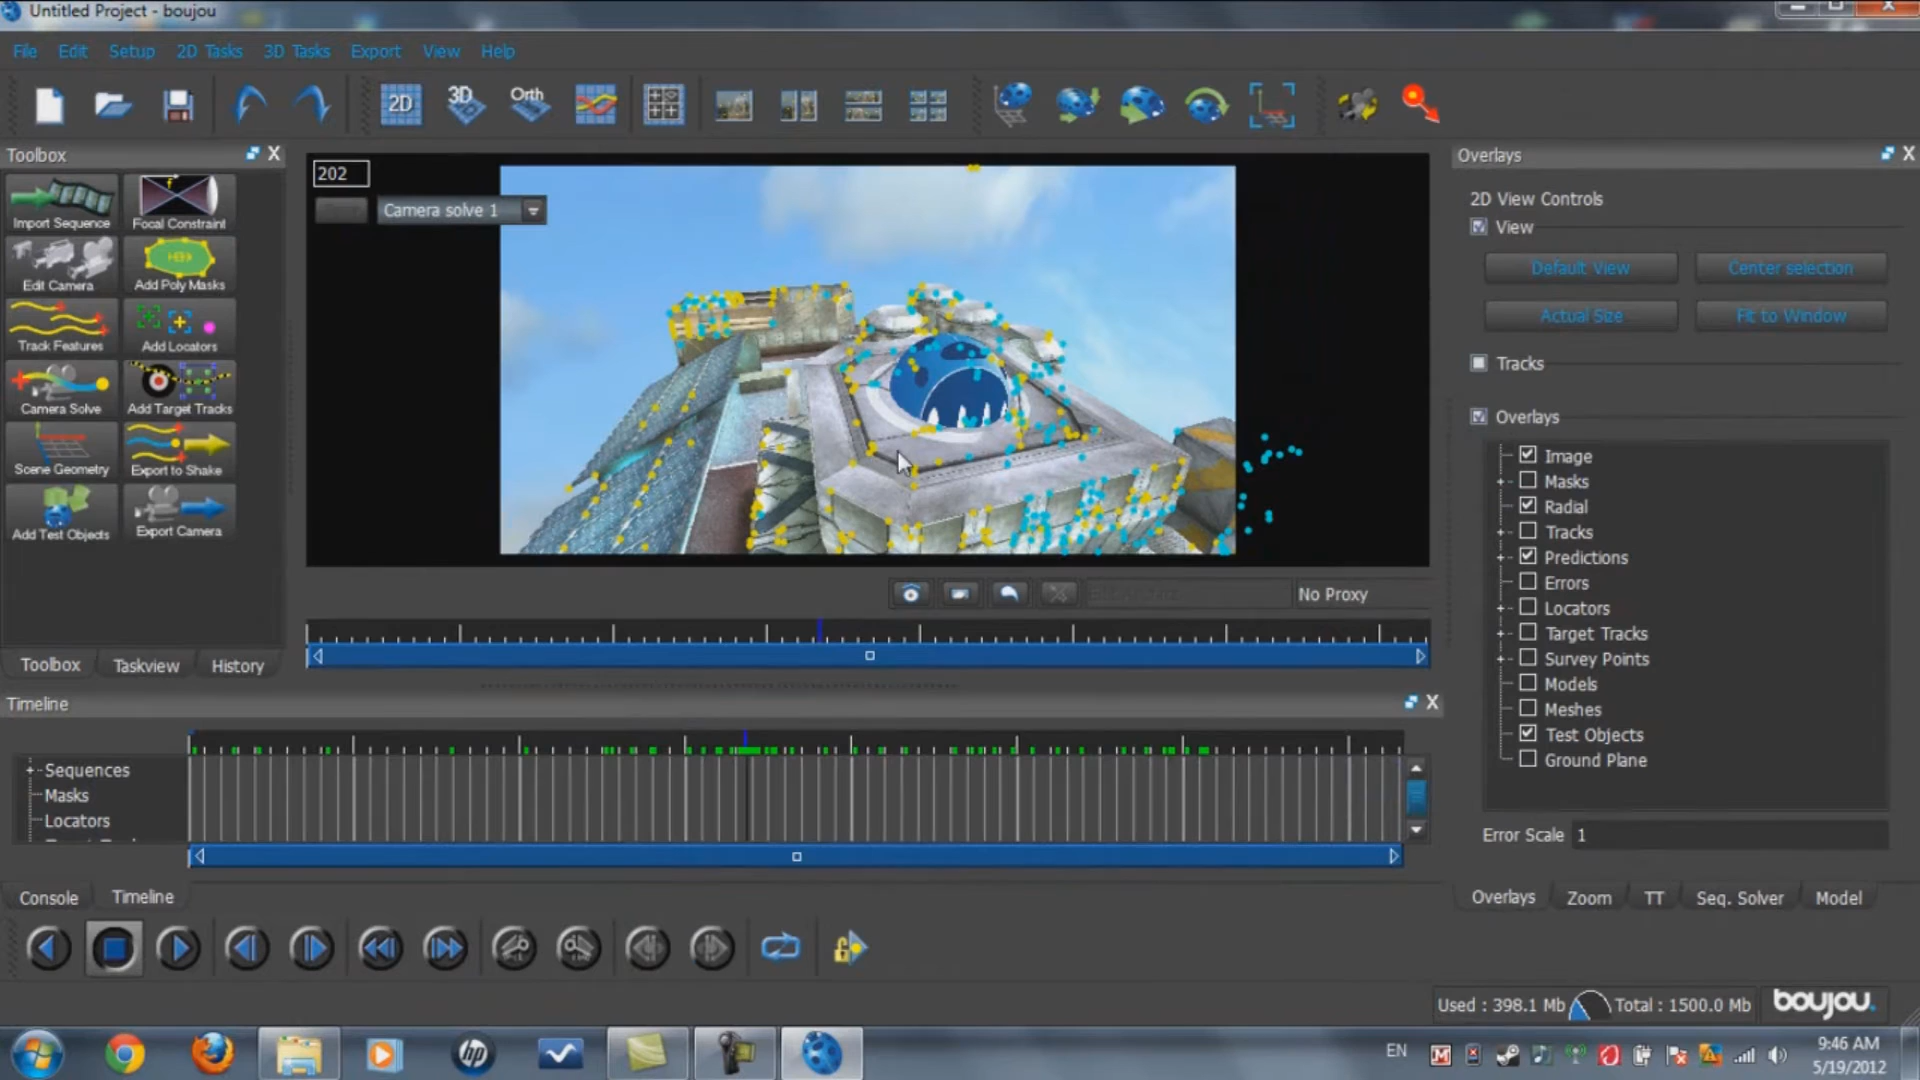 Untitled Project - boujou
File Edit Setup 2D Tasks 3D Tasks Export View Help
2D 3D Orth
Toolbox
Import Sequence Focal Constraint
Edit Camera Add Poly Masks
Track Features Add Locators
Camera Solve Add Target Tracks
Scene Geometry Export to Shake
Add Test Objects Export Camera
Toolbox Taskview History
202
Camera solve 1
No Proxy
Overlays
2D View Controls
View
Default View Center selection
Actual Size Fit to Window
Tracks
Overlays
Image
Masks
Radial
Tracks
Predictions
Errors
Locators
Target Tracks
Survey Points
Models
Meshes
Test Objects
Ground Plane
Error Scale 1
Overlays Zoom TT Seq. Solver Model
Timeline
Sequences
Masks
Locators
Console Timeline
Used : 398.1 Mb Total : 1500.0 Mb boujou
EN 9:46 AM
5/19/2012